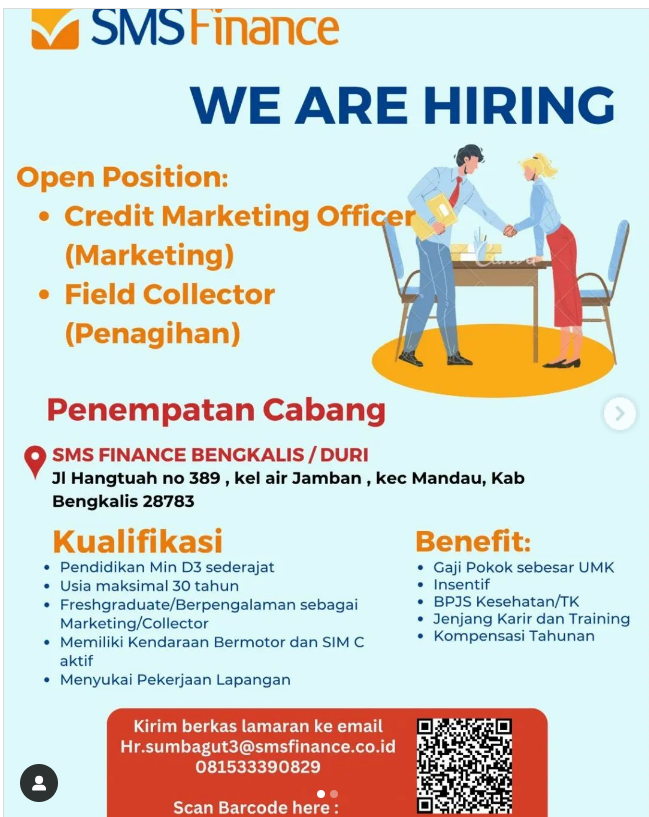 SMS Finance
WE ARE HIRING
Open Position:
• Credit Marketing Officer
(Marketing)
• Field Collector
(Penagihan)
Canva
Penempatan Cabang
SMS FINANCE BENGKALIS / DURI
Jl Hangtuah no 389 , kel air Jamban , kec Mandau, Kab
Bengkalis 28783
Kualifikasi
• Pendidikan Min D3 sederajat
• Usia maksimal 30 tahun
• Freshgraduate/Berpengalaman sebagai
Marketing/Collector
• Memiliki Kendaraan Bermotor dan SIM C
aktif
• Menyukai Pekerjaan Lapangan
Benefit:
• Gaji Pokok sebesar UMK
• Insentif
• BPJS Kesehatan/TK
• Jenjang Karir dan Training
• Kompensasi Tahunan
Kirim berkas lamaran ke email
Hr.sumbagut3@smsfinance.co.id
081533390829
Scan Barcode here :